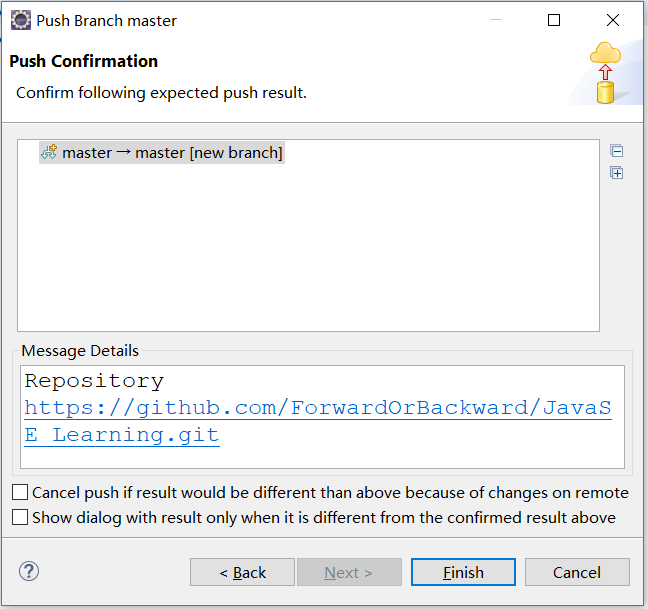 Push Branch master
Push Confirmation
Confirm following expected push result.
master → master [new branch]
Message Details
Repository
https://github.com/ForwardOrBackward/JavaS
E_Learning.git
Cancel push if result would be different than above because of changes on remote
Show dialog with result only when it is different from the confirmed result above
? < Back Next > Finish Cancel